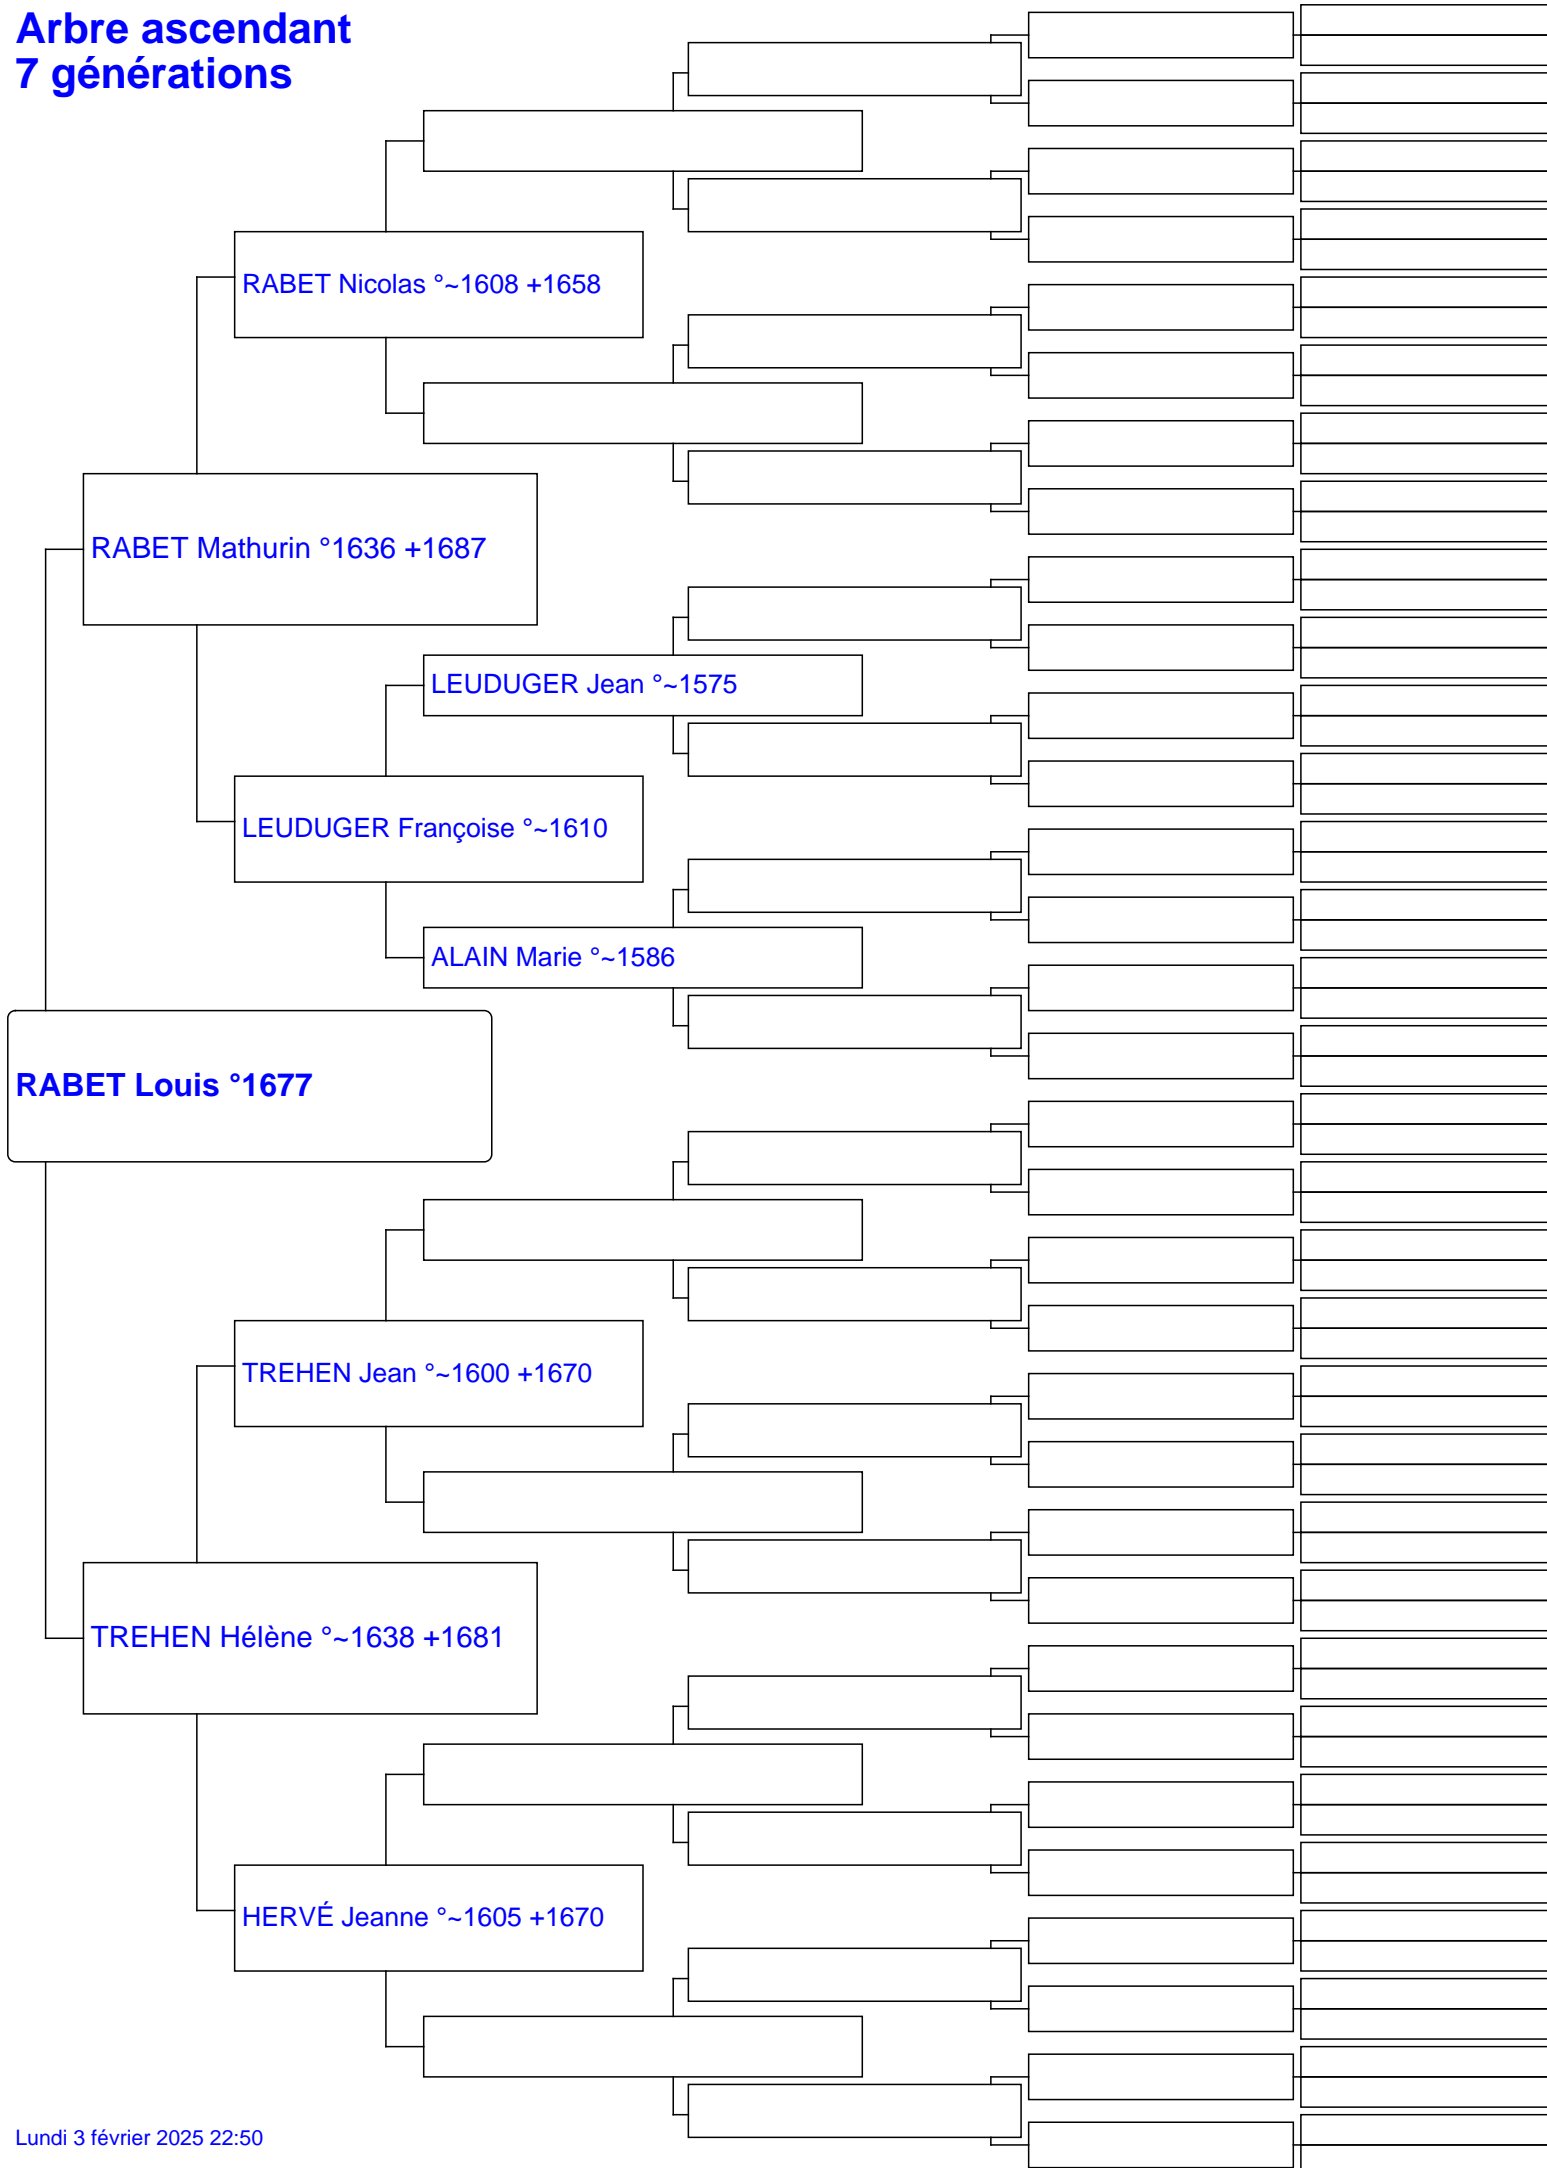 Arbre ascendant
7 générations
RABET Nicolas °~1608 +1658
RABET Mathurin °1636 +1687
LEUDUGER Jean °~1575
LEUDUGER Françoise °~1610
ALAIN Marie °~1586
RABET Louis °1677
TREHEN Jean °~1600 +1670
TREHEN Hélène °~1638 +1681
HERVÉ Jeanne °~1605 +1670
Lundi 3 février 2025 22:50